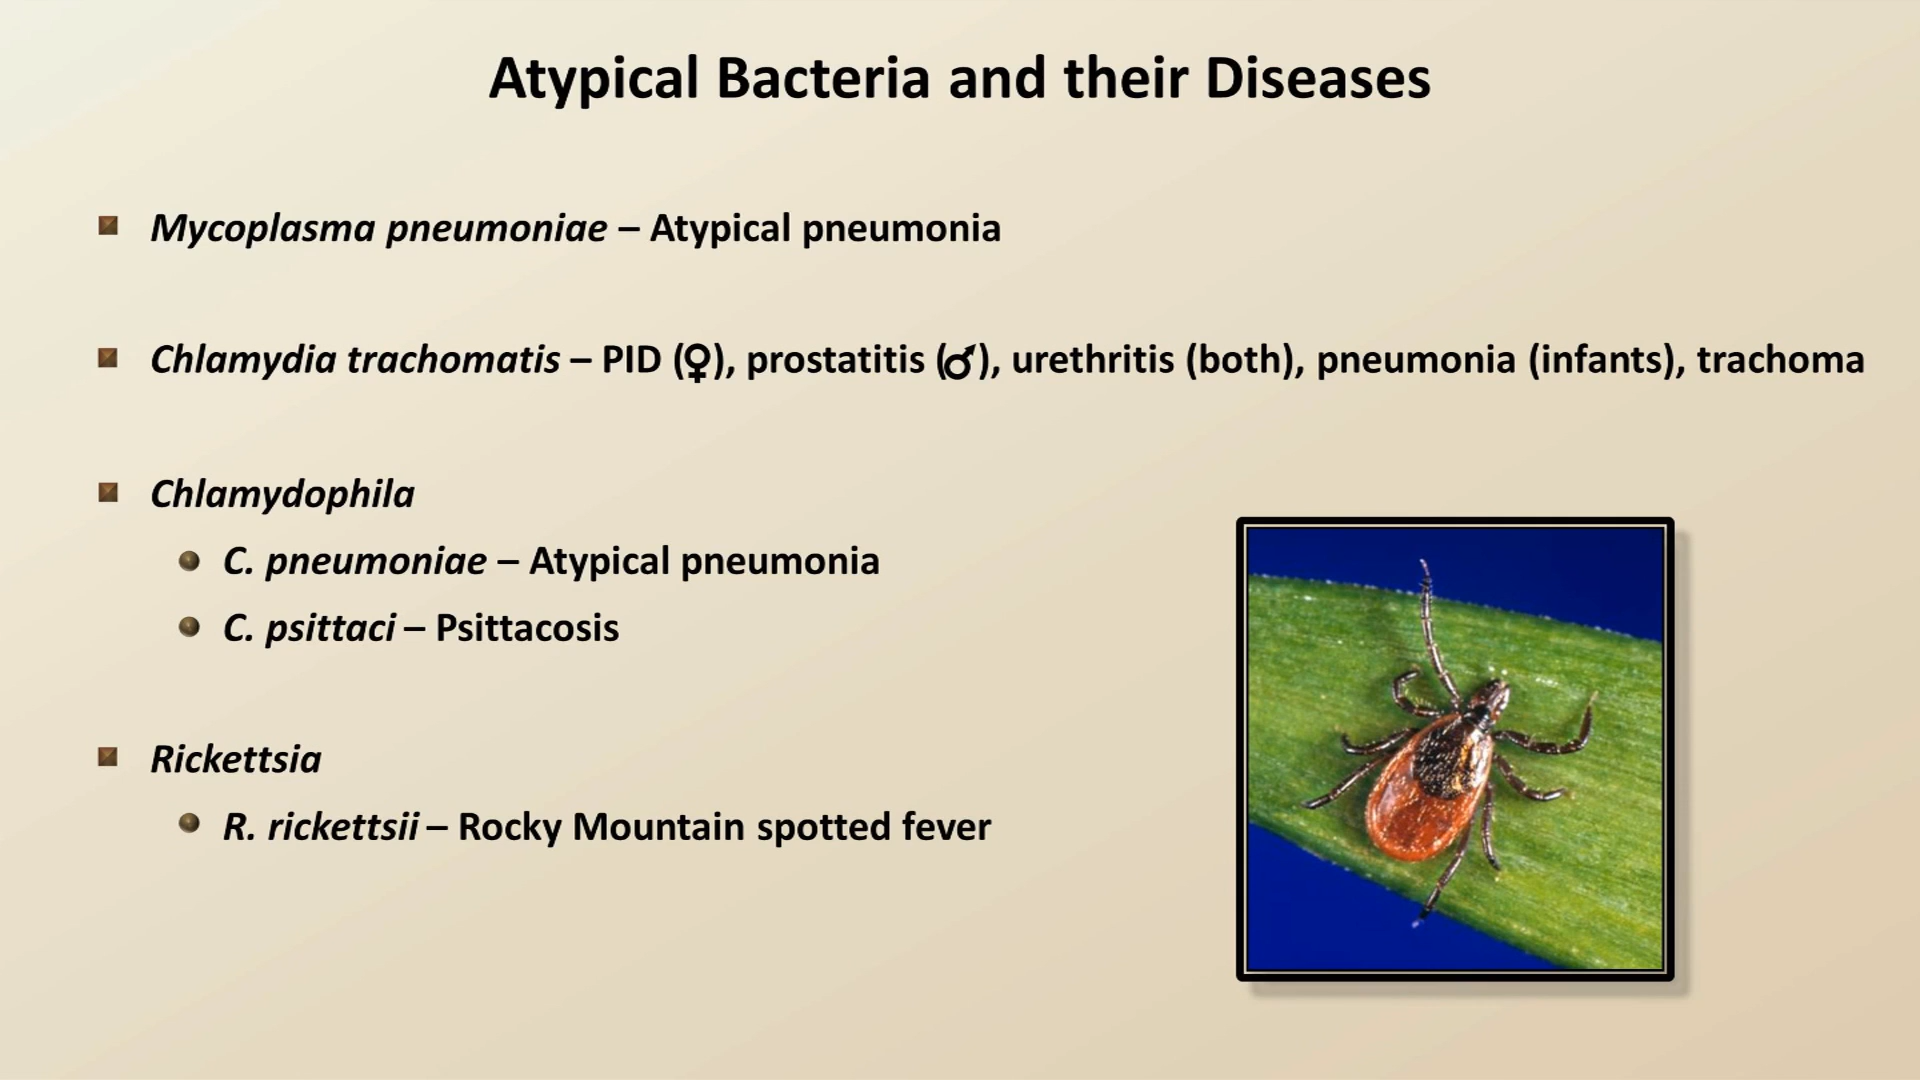 Atypical Bacteria and their Diseases
Mycoplasma pneumoniae – Atypical pneumonia
Chlamydia trachomatis – PID (♀), prostatitis (♂), urethritis (both), pneumonia (infants), trachoma
Chlamydophila
C. pneumoniae – Atypical pneumonia
C. psittaci – Psittacosis
Rickettsia
R. rickettsii – Rocky Mountain spotted fever